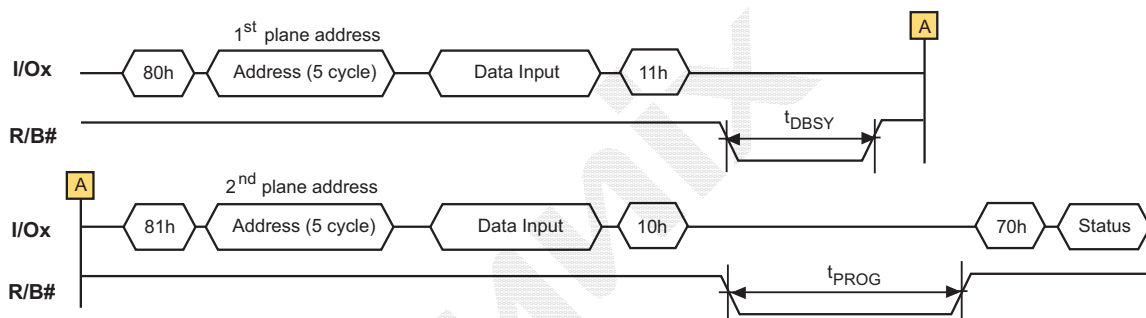 1st plane address
A
I/Ox 80h Address (5 cycle) Data Input 11h
R/B# tDBSY
A
2nd plane address
I/Ox 81h Address (5 cycle) Data Input 10h 70h Status
R/B# tPROG